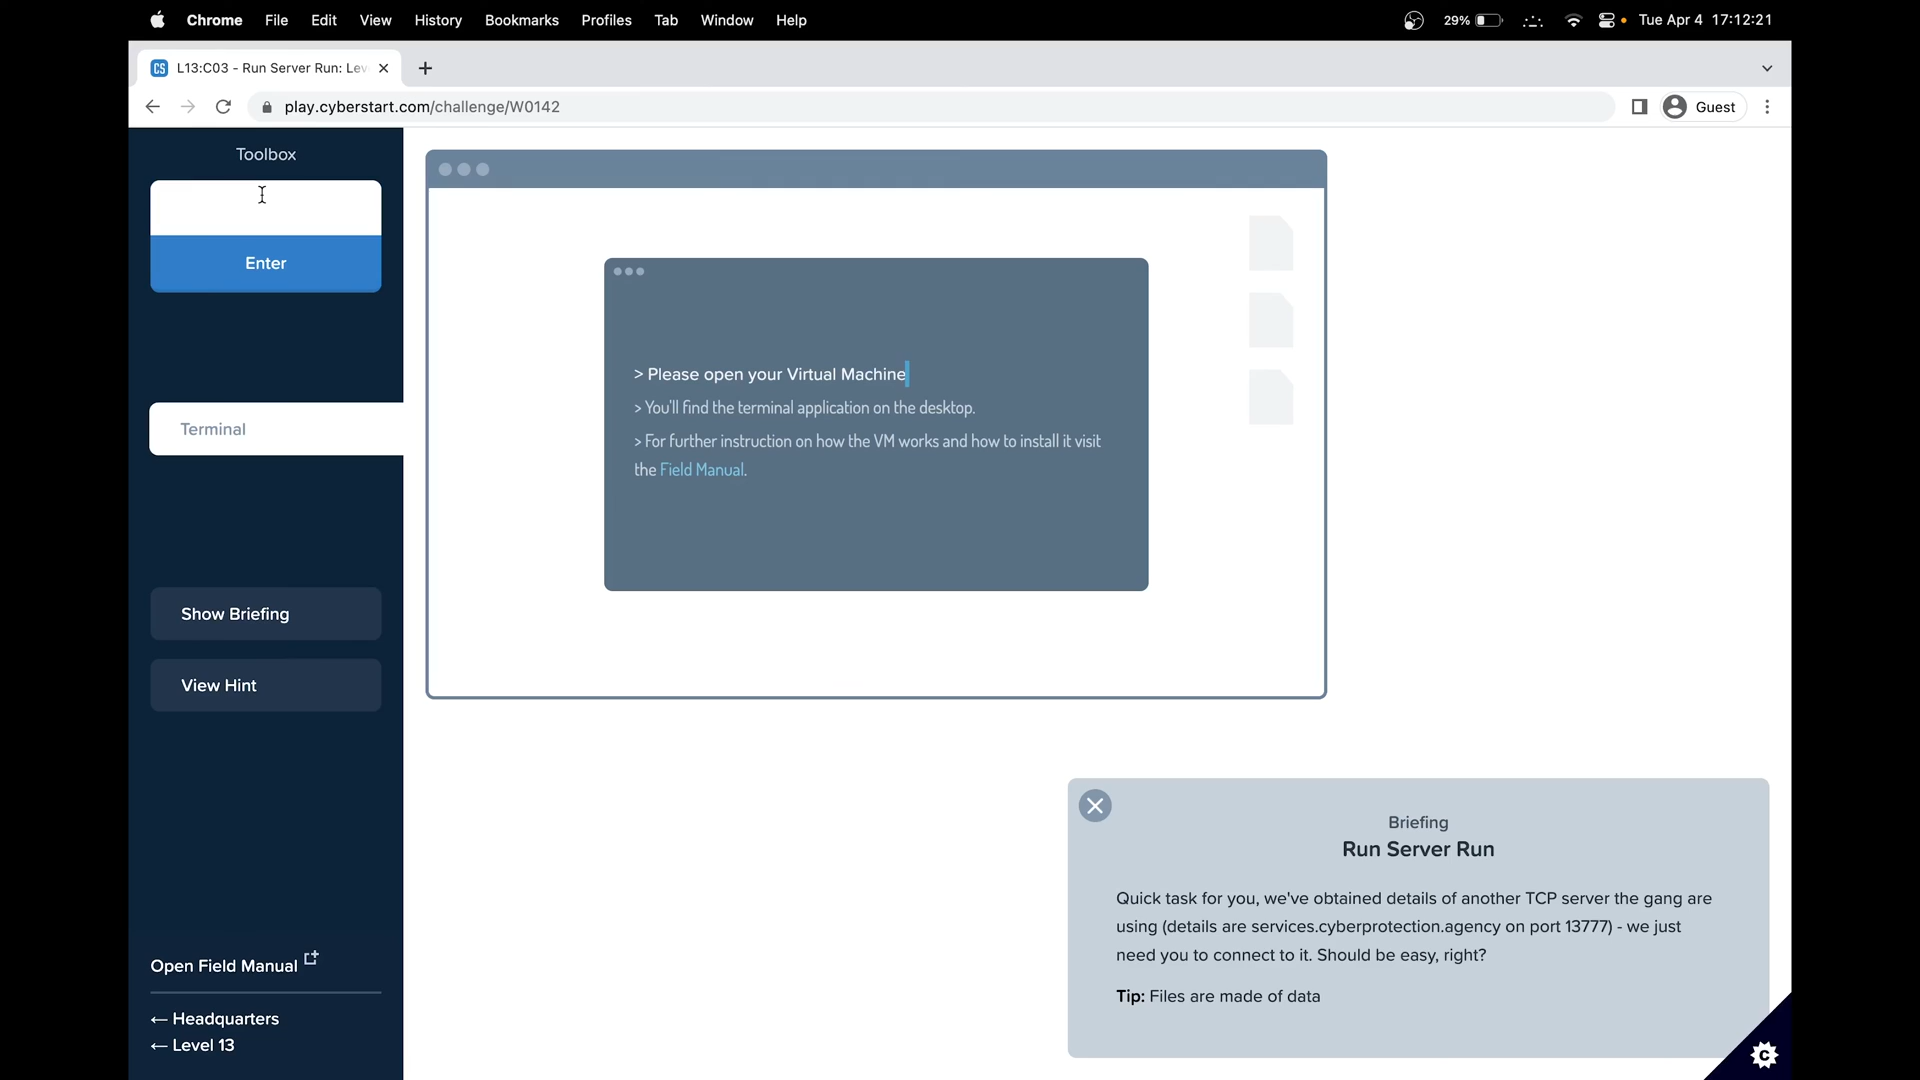 Chrome File Edit View History Bookmarks Profiles Tab Window Help 29% Tue Apr 4 17:12:21
CS L13:C03 - Run Server Run: Lev
play.cyberstart.com/challenge/W0142 Guest
Toolbox
Enter
Terminal
Show Briefing
View Hint
Open Field Manual
← Headquarters
← Level 13
> Please open your Virtual Machine
> You'll find the terminal application on the desktop.
> For further instruction on how the VM works and how to install it visit
the Field Manual.
Briefing
Run Server Run
Quick task for you, we've obtained details of another TCP server the gang are
using (details are services.cyberprotection.agency on port 13777) - we just
need you to connect to it. Should be easy, right?
Tip: Files are made of data
C